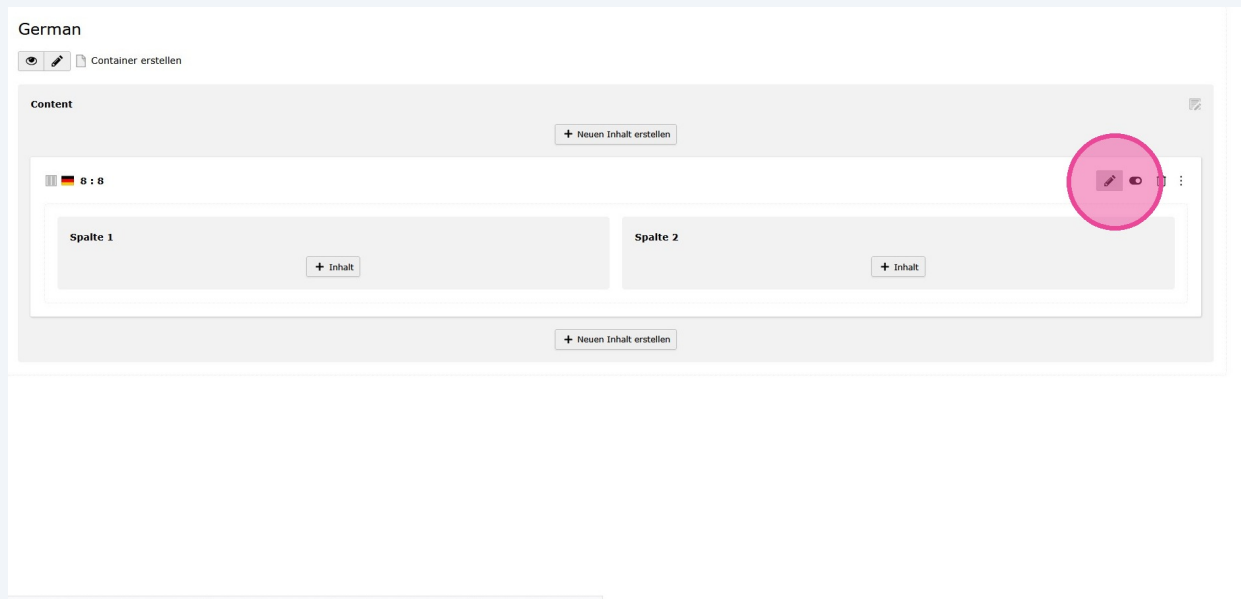 German
Container erstellen
Content
+ Neuen Inhalt erstellen
8 : 8
Spalte 1
+ Inhalt
Spalte 2
+ Inhalt
+ Neuen Inhalt erstellen